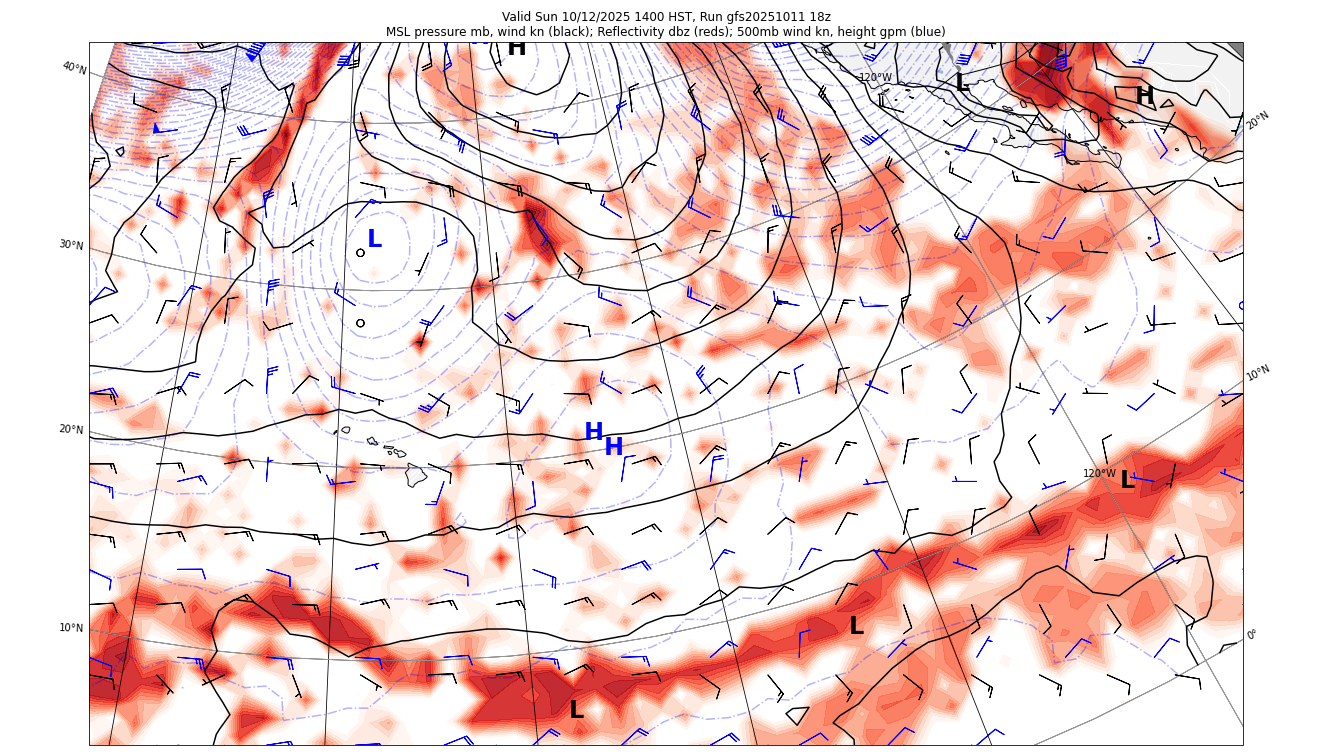 Valid Sun 10/12/2025 1400 HST, Run gfs20251011 18z
MSL pressure mb, wind kn (black); Reflectivity dbz (reds); 500mb wind kn, height gpm (blue)
H
40°N
120°W
L
H
20°N
L
30°N
10°N
20°N
H
H
120°W
L
10°N
L
0°
L